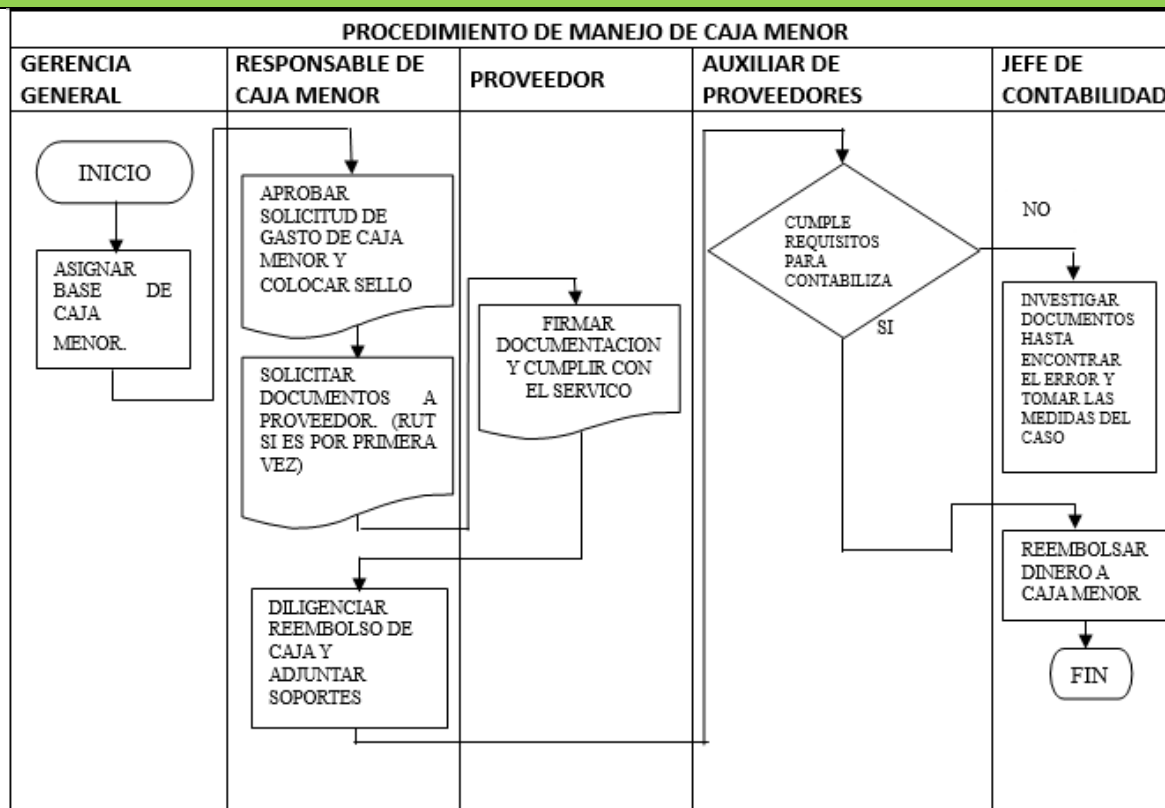 PROCEDIMIENTO DE MANEJO DE CAJA MENOR
GERENCIA
GENERAL
RESPONSABLE DE
CAJA MENOR
PROVEEDOR
AUXILIAR DE
PROVEEDORES
JEFE DE
CONTABILIDAD
INICIO
ASIGNAR
BASE DE
CAJA
MENOR.
APROBAR
SOLICITUD DE
GASTO DE CAJA
MENOR Y
COLOCAR SELLO
SOLICITAR
DOCUMENTOS A
PROVEEDOR. (RUT
SI ES POR PRIMERA
VEZ)
FIRMAR
DOCUMENTACION
Y CUMPLIR CON
EL SERVICO
DILIGENCIAR
REEMBOLSO DE
CAJA Y
ADJUNTAR
SOPORTES
CUMPLE
REQUISITOS
PARA
CONTABILIZA
SI
NO
INVESTIGAR
DOCUMENTOS
HASTA
ENCONTRAR
EL ERROR Y
TOMAR LAS
MEDIDAS DEL
CASO
REEMBOLSAR
DINERO A
CAJA MENOR
FIN